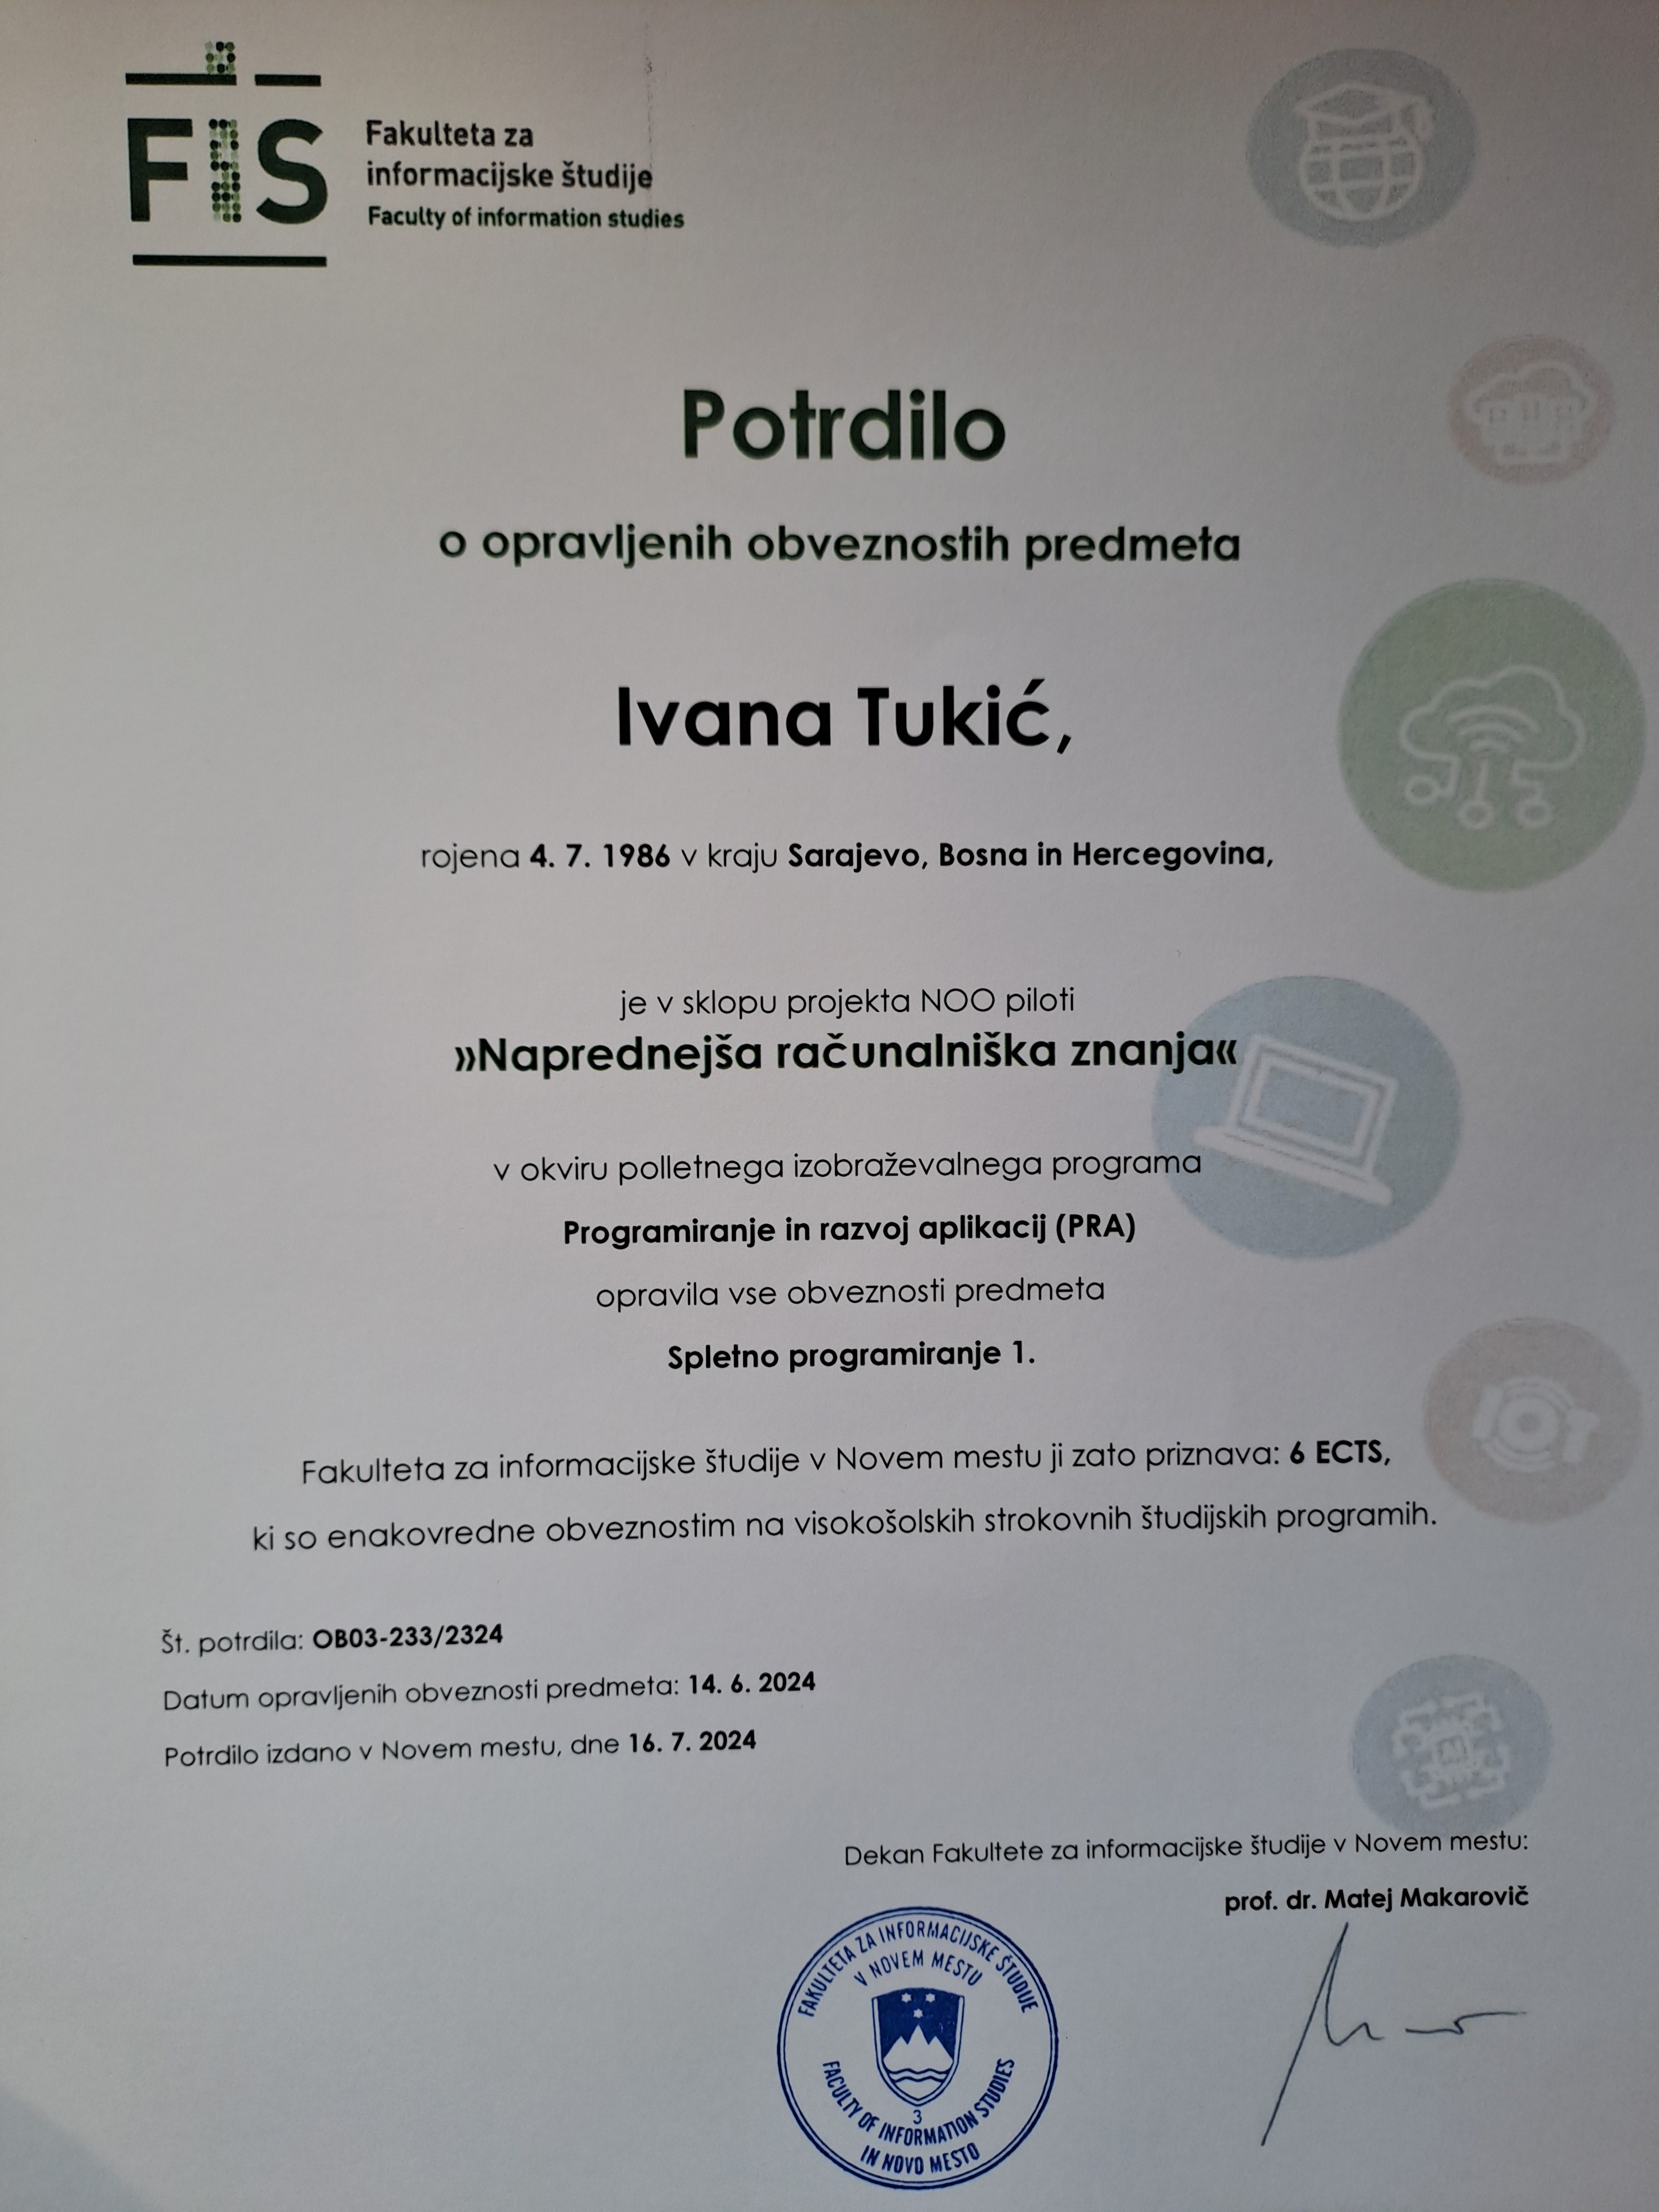 FIS
Fakulteta za
informacijske študije
Faculty of information studies
Potrdilo
o opravljenih obveznostih predmeta
Ivana Tukić,
rojena 4. 7. 1986 v kraju Sarajevo, Bosna in Hercegovina,
je v sklopu projekta NOO piloti
»Naprednejša računalniška znanja«
v okviru polletnega izobraževalnega programa
Programiranje in razvoj aplikacij (PRA)
opravila vse obveznosti predmeta
Spletno programiranje 1.
Fakulteta za informacijske študije v Novem mestu ji zato priznava: 6 ECTS,
ki so enakovredne obveznostim na visokošolskih strokovnih študijskih programih.
Št. potrdila: OB03-233/2324
Datum opravljenih obveznosti predmeta: 14. 6. 2024
Potrdilo izdano v Novem mestu, dne 16. 7. 2024
Dekan Fakultete za informacijske študije v Novem mestu:
prof. dr. Matej Makarovič
FAKULTETA ZA INFORMACIJSKE ŠTUDIJE
V NOVEM MESTU
3
FACULTY OF INFORMATION STUDIES
IN NOVO MESTO
IOT
AI